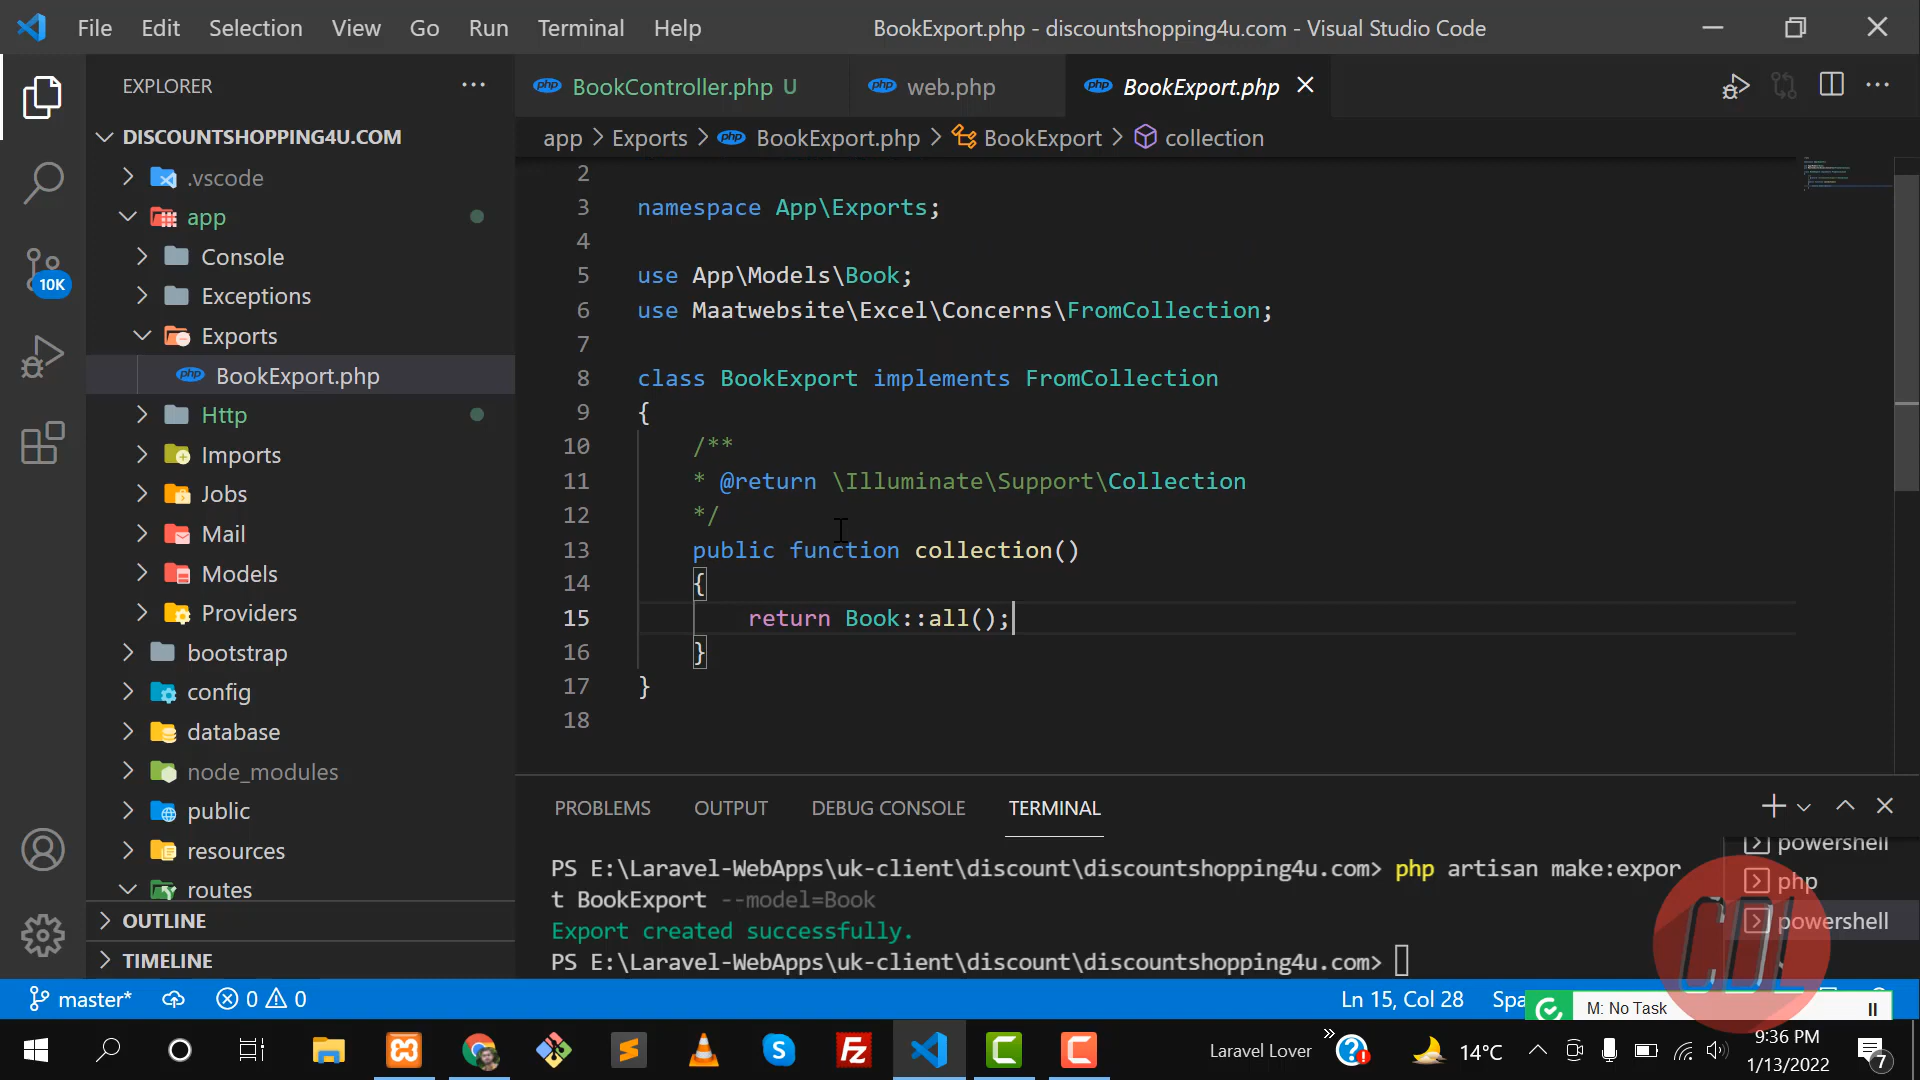 File Edit Selection View Go Run Terminal Help
BookExport.php - discountshopping4u.com - Visual Studio Code
EXPLORER
BookController.php U
web.php
BookExport.php
app > Exports > BookExport.php > BookExport > collection
DISCOUNTSHOPPING4U.COM
.vscode
app
Console
Exceptions
Exports
BookExport.php
Http
Imports
Jobs
Mail
Models
Providers
bootstrap
config
database
node_modules
public
resources
routes
OUTLINE
TIMELINE
10K
2
3 namespace App\Exports;
4
5 use App\Models\Book;
6 use Maatwebsite\Excel\Concerns\FromCollection;
7
8 class BookExport implements FromCollection
9 {
10 /**
11 * @return \Illuminate\Support\Collection
12 */
13 public function collection()
14 {
15 return Book::all();
16 }
17 }
18
PROBLEMS OUTPUT DEBUG CONSOLE TERMINAL
PS E:\Laravel-WebApps\uk-client\discount\discountshopping4u.com> php artisan make:expor
t BookExport --model=Book
Export created successfully.
PS E:\Laravel-WebApps\uk-client\discount\discountshopping4u.com>
powershell
php
powershell
CDL
master* 0 0
Ln 15, Col 28 Spa
M: No Task
Laravel Lover
14°C
9:36 PM
1/13/2022
7